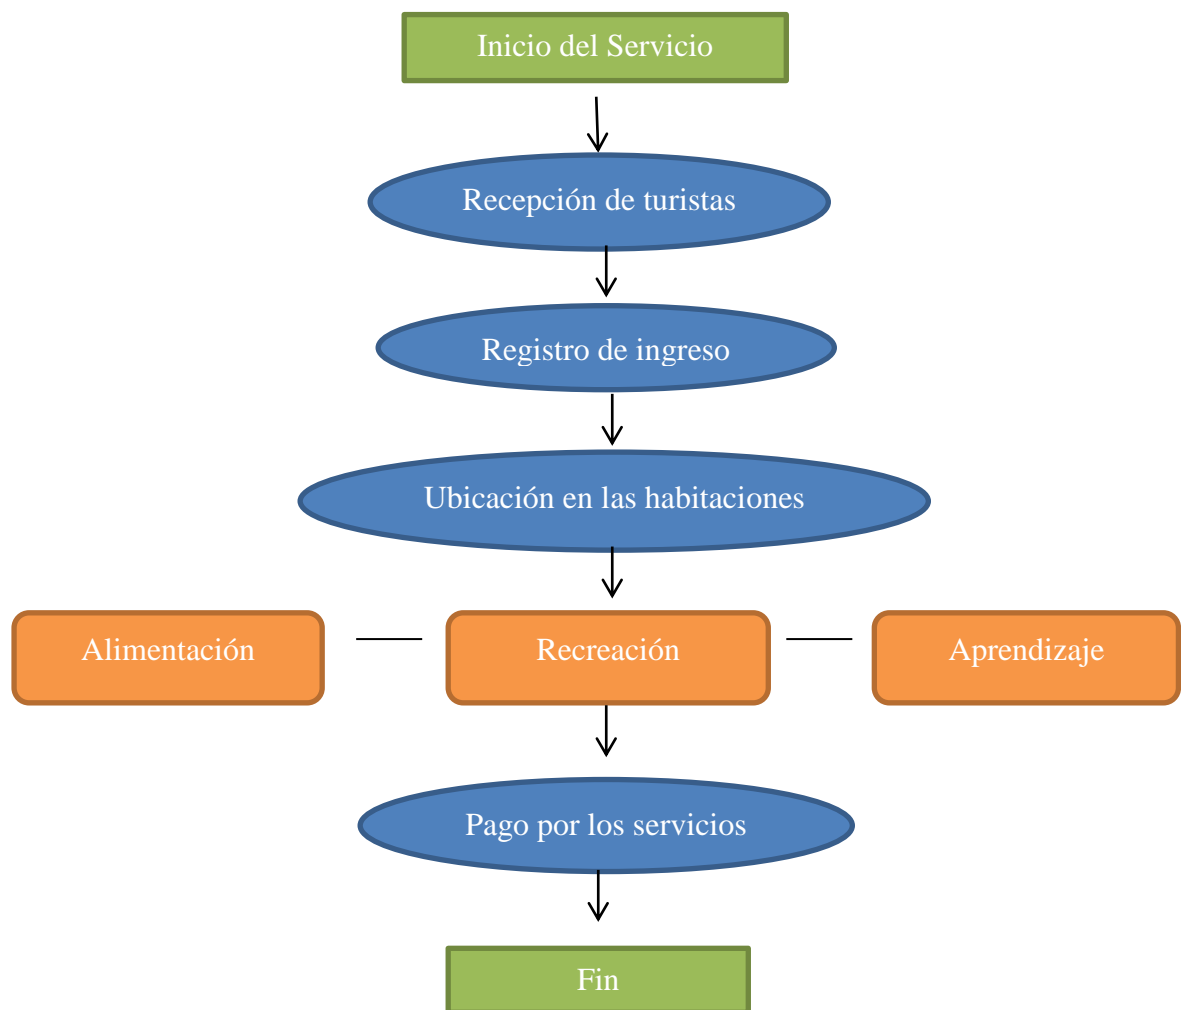 Inicio del Servicio
Recepción de turistas
Registro de ingreso
Ubicación en las habitaciones
Alimentación
Recreación
Aprendizaje
Pago por los servicios
Fin